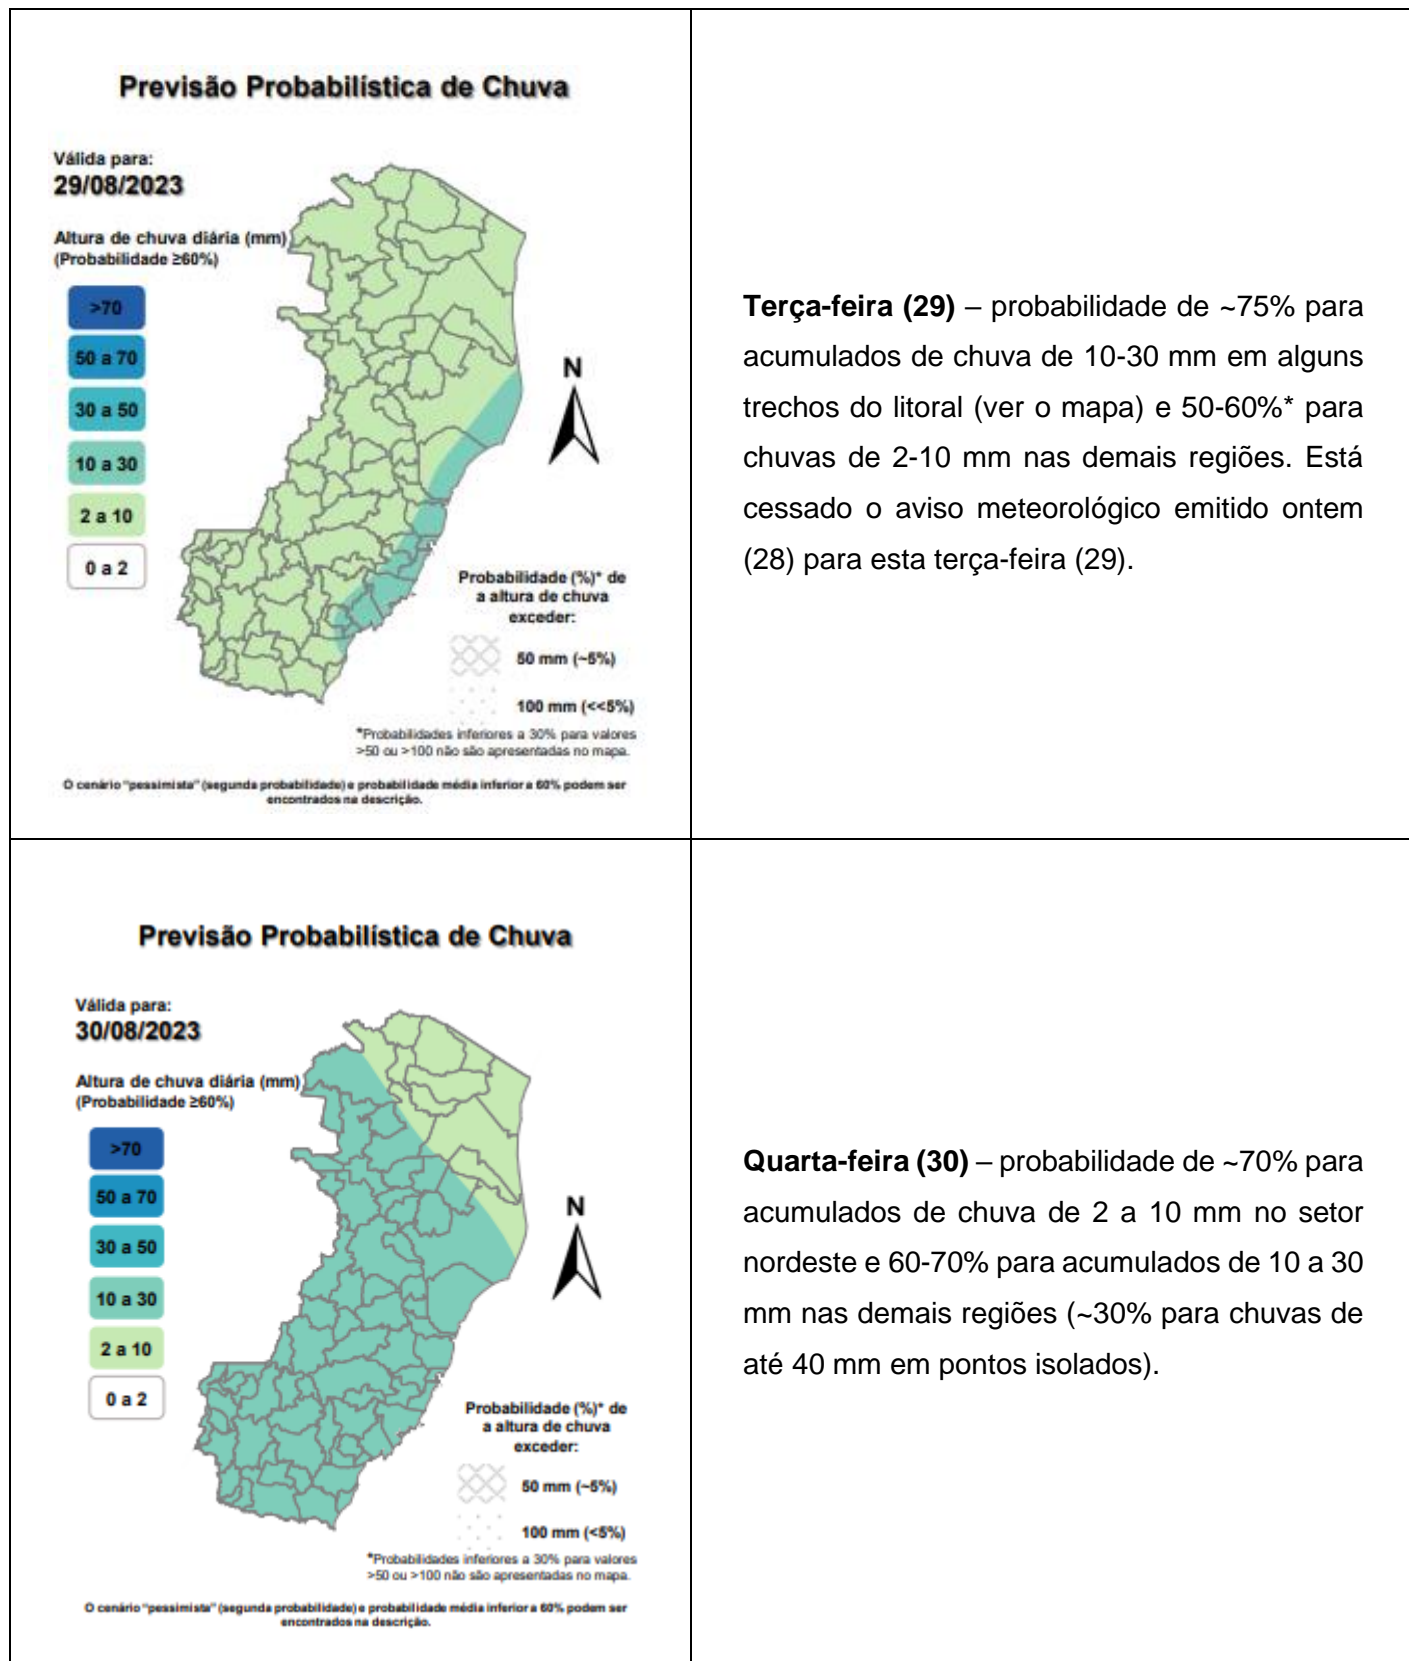 Previsão Probabilística de Chuva
Válida para:
29/08/2023
Altura de chuva diária (mm)
(Probabilidade ≥60%)
>70
50 a 70
30 a 50
10 a 30
2 a 10
0 a 2
N
Probabilidade (%)* de
a altura de chuva
exceder:
50 mm (~5%)
100 mm (<<5%)
*Probabilidades inferiores a 30% para valores
>50 ou >100 não são apresentadas no mapa.
O cenário "pessimista" (segunda probabilidade) e probabilidade média inferior a 60% podem ser
encontrados na descrição.
Terça-feira (29) – probabilidade de ~75% para
acumulados de chuva de 10-30 mm em alguns
trechos do litoral (ver o mapa) e 50-60%* para
chuvas de 2-10 mm nas demais regiões. Está
cessado o aviso meteorológico emitido ontem
(28) para esta terça-feira (29).
Previsão Probabilística de Chuva
Válida para:
30/08/2023
Altura de chuva diária (mm)
(Probabilidade ≥60%)
>70
50 a 70
30 a 50
10 a 30
2 a 10
0 a 2
N
Probabilidade (%)* de
a altura de chuva
exceder:
50 mm (~5%)
100 mm (<5%)
*Probabilidades inferiores a 30% para valores
>50 ou >100 não são apresentadas no mapa.
O cenário "pessimista" (segunda probabilidade) e probabilidade média inferior a 60% podem ser
encontrados na descrição.
Quarta-feira (30) – probabilidade de ~70% para
acumulados de chuva de 2 a 10 mm no setor
nordeste e 60-70% para acumulados de 10 a 30
mm nas demais regiões (~30% para chuvas de
até 40 mm em pontos isolados).